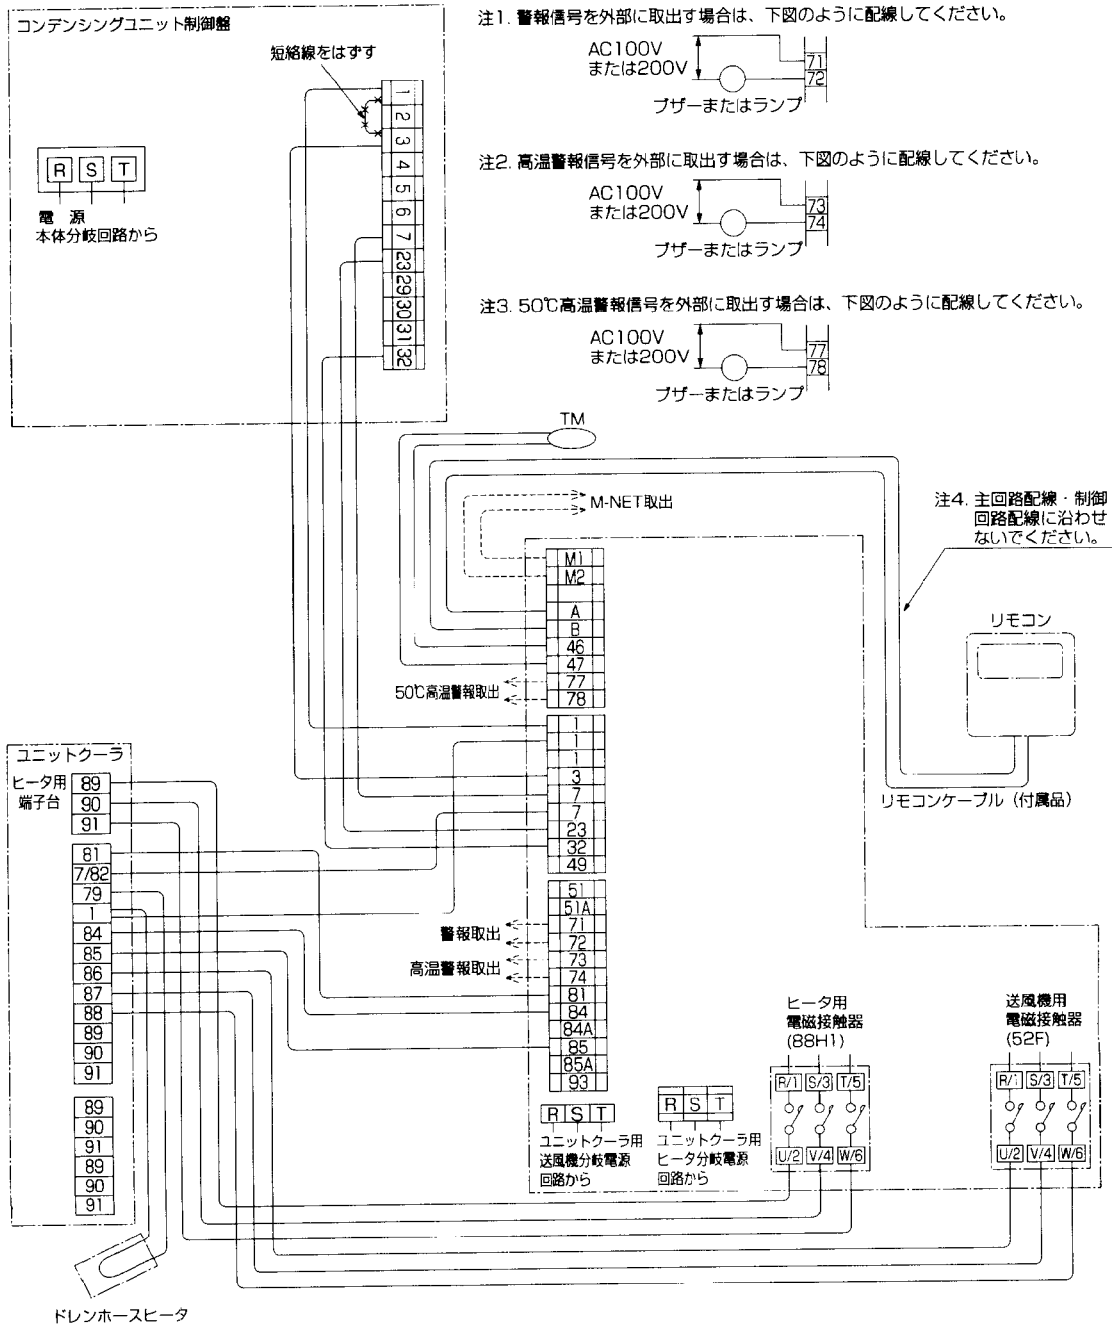 コンデンシングユニット制御盤
短絡線をはずす
1
2
3
4
5
6
7
23
29
30
31
32
R S T
電 源
本体分岐回路から
注1. 警報信号を外部に取出す場合は、下図のように配線してください。
AC100V
または200V
71
72
ブザーまたはランプ
注2. 高温警報信号を外部に取出す場合は、下図のように配線してください。
AC100V
または200V
73
74
ブザーまたはランプ
注3. 50℃高温警報信号を外部に取出す場合は、下図のように配線してください。
AC100V
または200V
77
78
ブザーまたはランプ
TM
M-NET取出
注4. 主回路配線・制御
回路配線に沿わせ
ないでください。
リモコン
リモコンケーブル（付属品）
M1
M2
A
B
46
47
77
78
50℃高温警報取出
1
1
1
3
7
7
23
32
49
51
51A
71
72
73
74
81
84
84A
85
85A
93
警報取出
高温警報取出
ユニットクーラ
ヒータ用
端子台
89
90
91
81
7/82
79
1
84
85
86
87
88
89
90
91
89
90
91
89
90
91
ドレンホースヒータ
R S T
ユニットクーラ用
送風機分岐電源
回路から
R S T
ユニットクーラ用
ヒータ分岐電源
回路から
ヒータ用
電磁接触器
(88H1)
R/1 S/3 T/5
U/2 V/4 W/6
送風機用
電磁接触器
(52F)
R/1 S/3 T/5
U/2 V/4 W/6